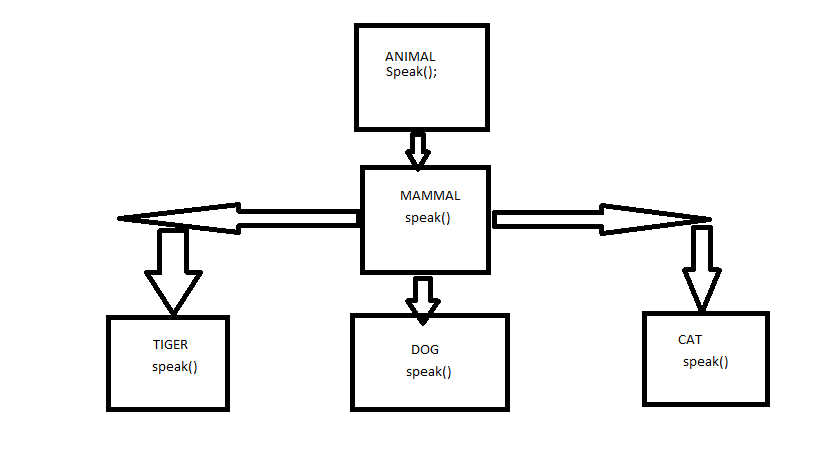 ANIMAL
Speak();
MAMMAL
speak()
TIGER
speak()
DOG
speak()
CAT
speak()